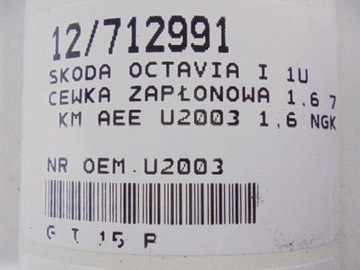 12/712991
SKODA OCTAVIA I 1U
CEWKA ZAPŁONOWA 1,6 7
KM AEE U2003 1,6 NGK
NR OEM.U2003
G T 15 P